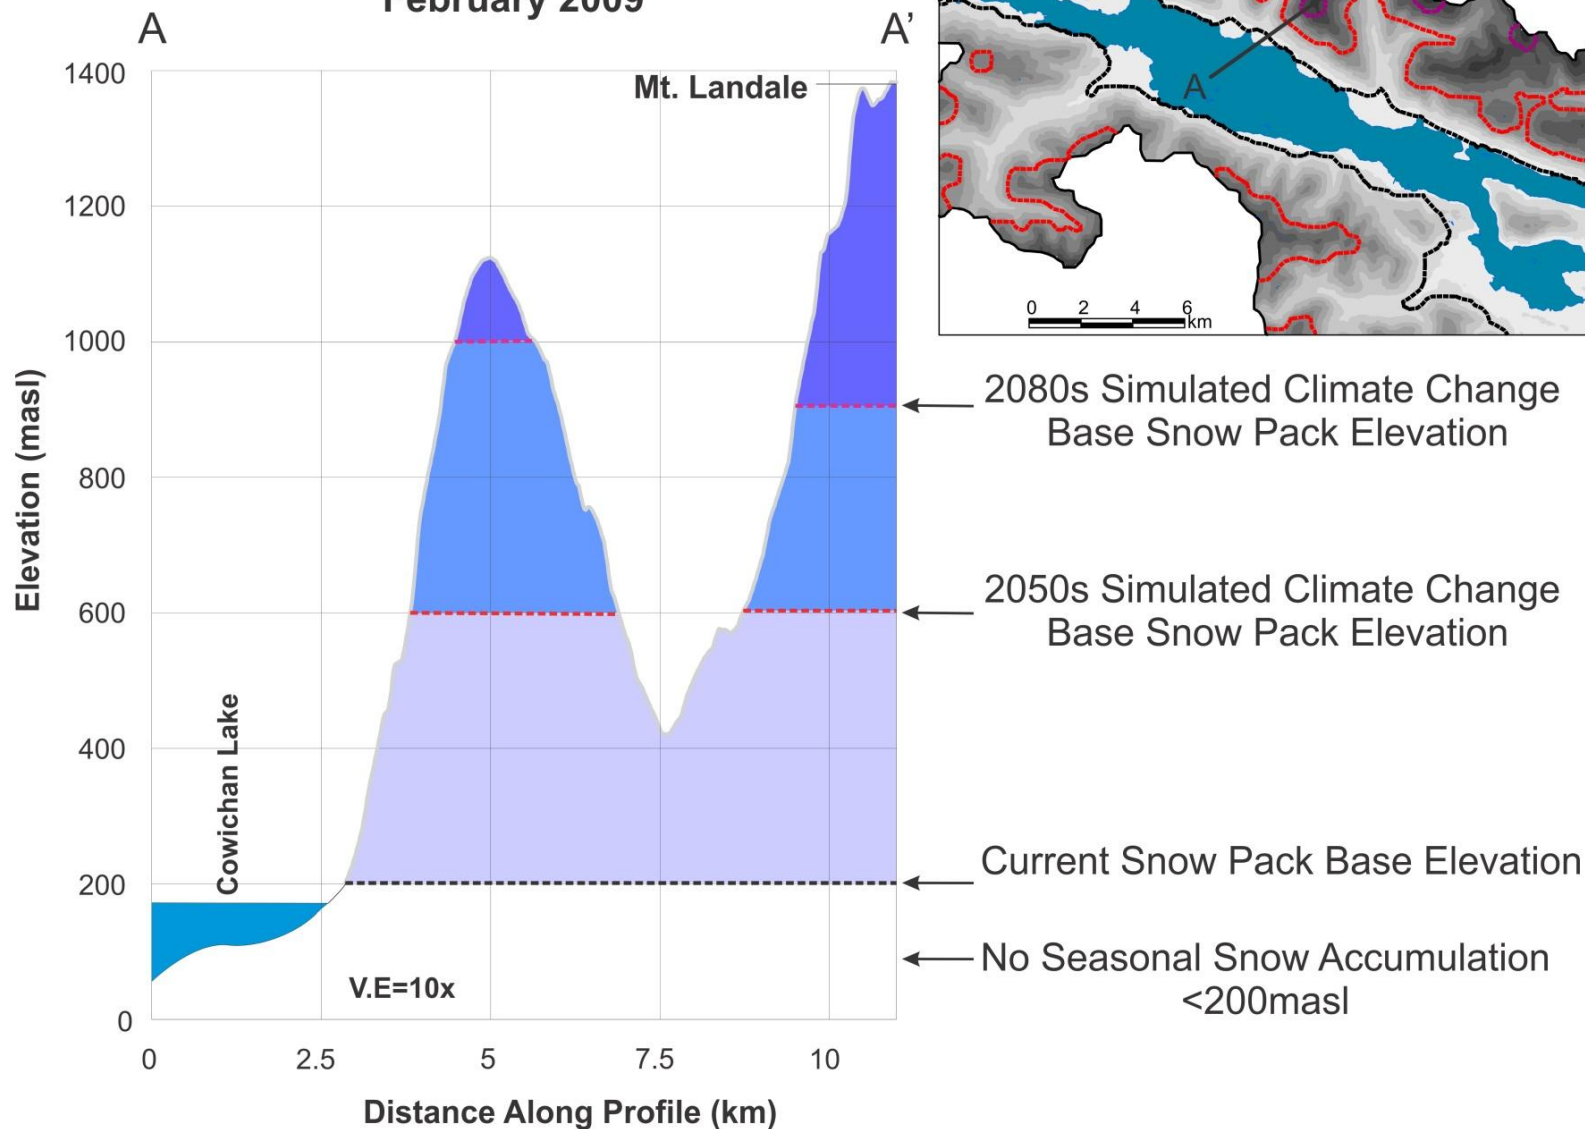 February 2009
A
A’
Mt. Landale
1400
1200
1000
800
600
400
200
0
Elevation (masl)
Cowichan Lake
V.E=10x
0
2.5
5
7.5
10
Distance Along Profile (km)
A
0 2 4 6
km
2080s Simulated Climate Change
Base Snow Pack Elevation
2050s Simulated Climate Change
Base Snow Pack Elevation
Current Snow Pack Base Elevation
No Seasonal Snow Accumulation
<200masl